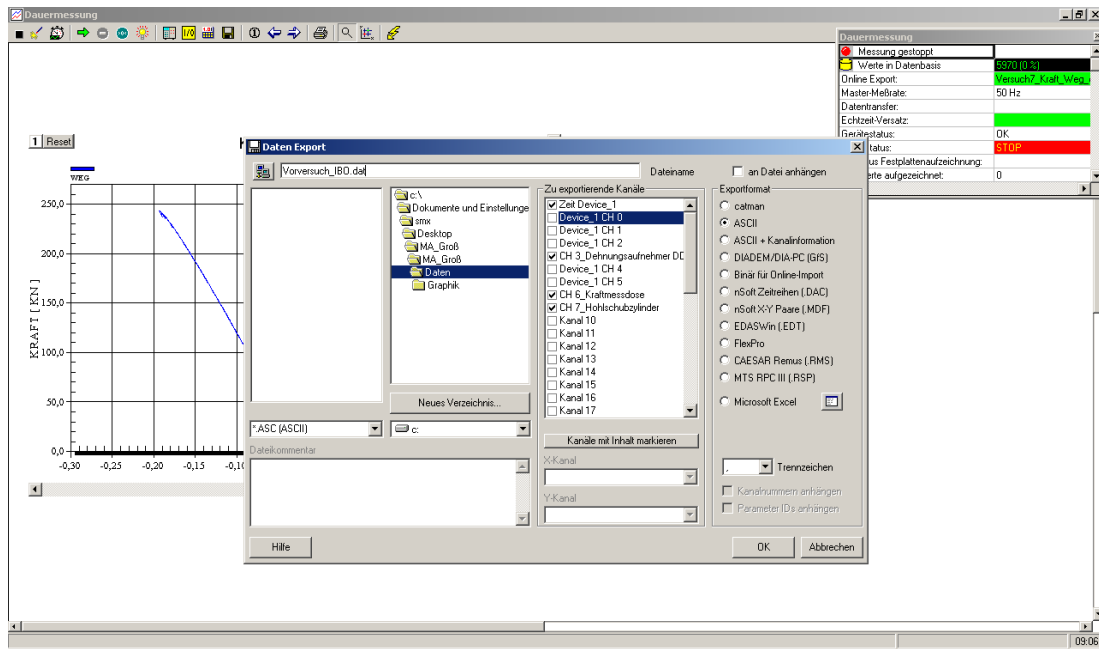 Dauermessung
1 Reset
WEG
250,0
200,0
150,0
100,0
50,0
0,0
KRAFT [KN]
-0,30 -0,25 -0,20 -0,15
Dauermessung
Messung gestoppt
Werte in Datenbasis 5970 (0 %)
Online Export: Versuch7_Kraft_Weg_
Master-Meßrate: 50 Hz
Datentransfer:
Echtzeit-Versatz:
Gerätestatus: OK
tatus: STOP
us Festplattenaufzeichnung:
erte aufgezeichnet: 0
Daten Export
Vorversuch_IBO.dat
Dateiname
an Datei anhängen
c:\
Dokumente und Einstellunge
smx
Desktop
MA_Groß
MA_Groß
Daten
Graphik
Neues Verzeichnis...
*.ASC (ASCII)
c:
Dateikommentar
Zu exportierende Kanäle
Zeit Device_1
Device_1 CH 0
Device_1 CH 1
Device_1 CH 2
CH 3_Dehnungsaufnehmer DD
Device_1 CH 4
Device_1 CH 5
CH 6_Kraftmessdose
CH 7_Hohlschubzylinder
Kanal 10
Kanal 11
Kanal 12
Kanal 13
Kanal 14
Kanal 15
Kanal 16
Kanal 17
Kanäle mit Inhalt markieren
X-Kanal
Y-Kanal
Exportformat
catman
ASCII
ASCII + Kanalinformation
DIADEM/DIA-PC (GfS)
Binär für Online-Import
nSoft Zeitreihen (.DAC)
nSoft X-Y Paare (.MDF)
EDASWin (.EDT)
FlexPro
CAESAR Remus (.RMS)
MTS RPC III (.RSP)
Microsoft Excel
, Trennzeichen
Kanalnummern anhängen
Parameter IDs anhängen
Hilfe
OK
Abbrechen
09:06